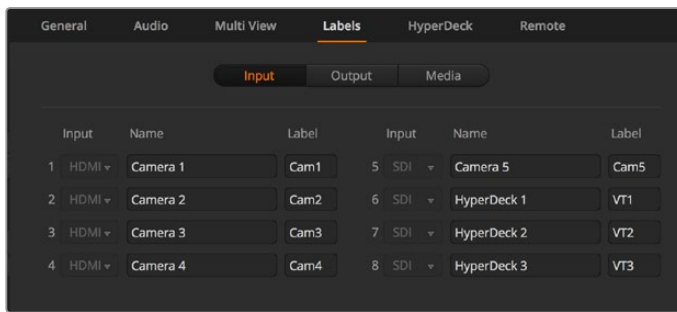 General Audio Multi View Labels HyperDeck Remote
Input Output Media
Input Name Label Input Name Label
1 HDMI Camera 1 Cam1 5 SDI Camera 5 Cam5
2 HDMI Camera 2 Cam2 6 SDI HyperDeck 1 VT1
3 HDMI Camera 3 Cam3 7 SDI HyperDeck 2 VT2
4 HDMI Camera 4 Cam4 8 SDI HyperDeck 3 VT3